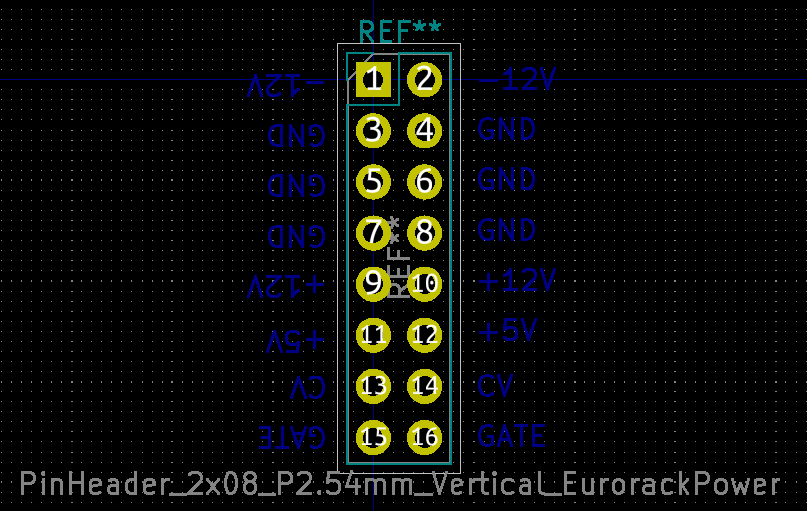 REF**
-12V 1 2 -12V
GND 3 4 GND
GND 5 6 GND
GND 7 8 GND
REF**
+12V 9 10 +12V
+5V 11 12 +5V
CV 13 14 CV
GATE 15 16 GATE
PinHeader_2x08_P2.54mm_Vertical_EurorackPower